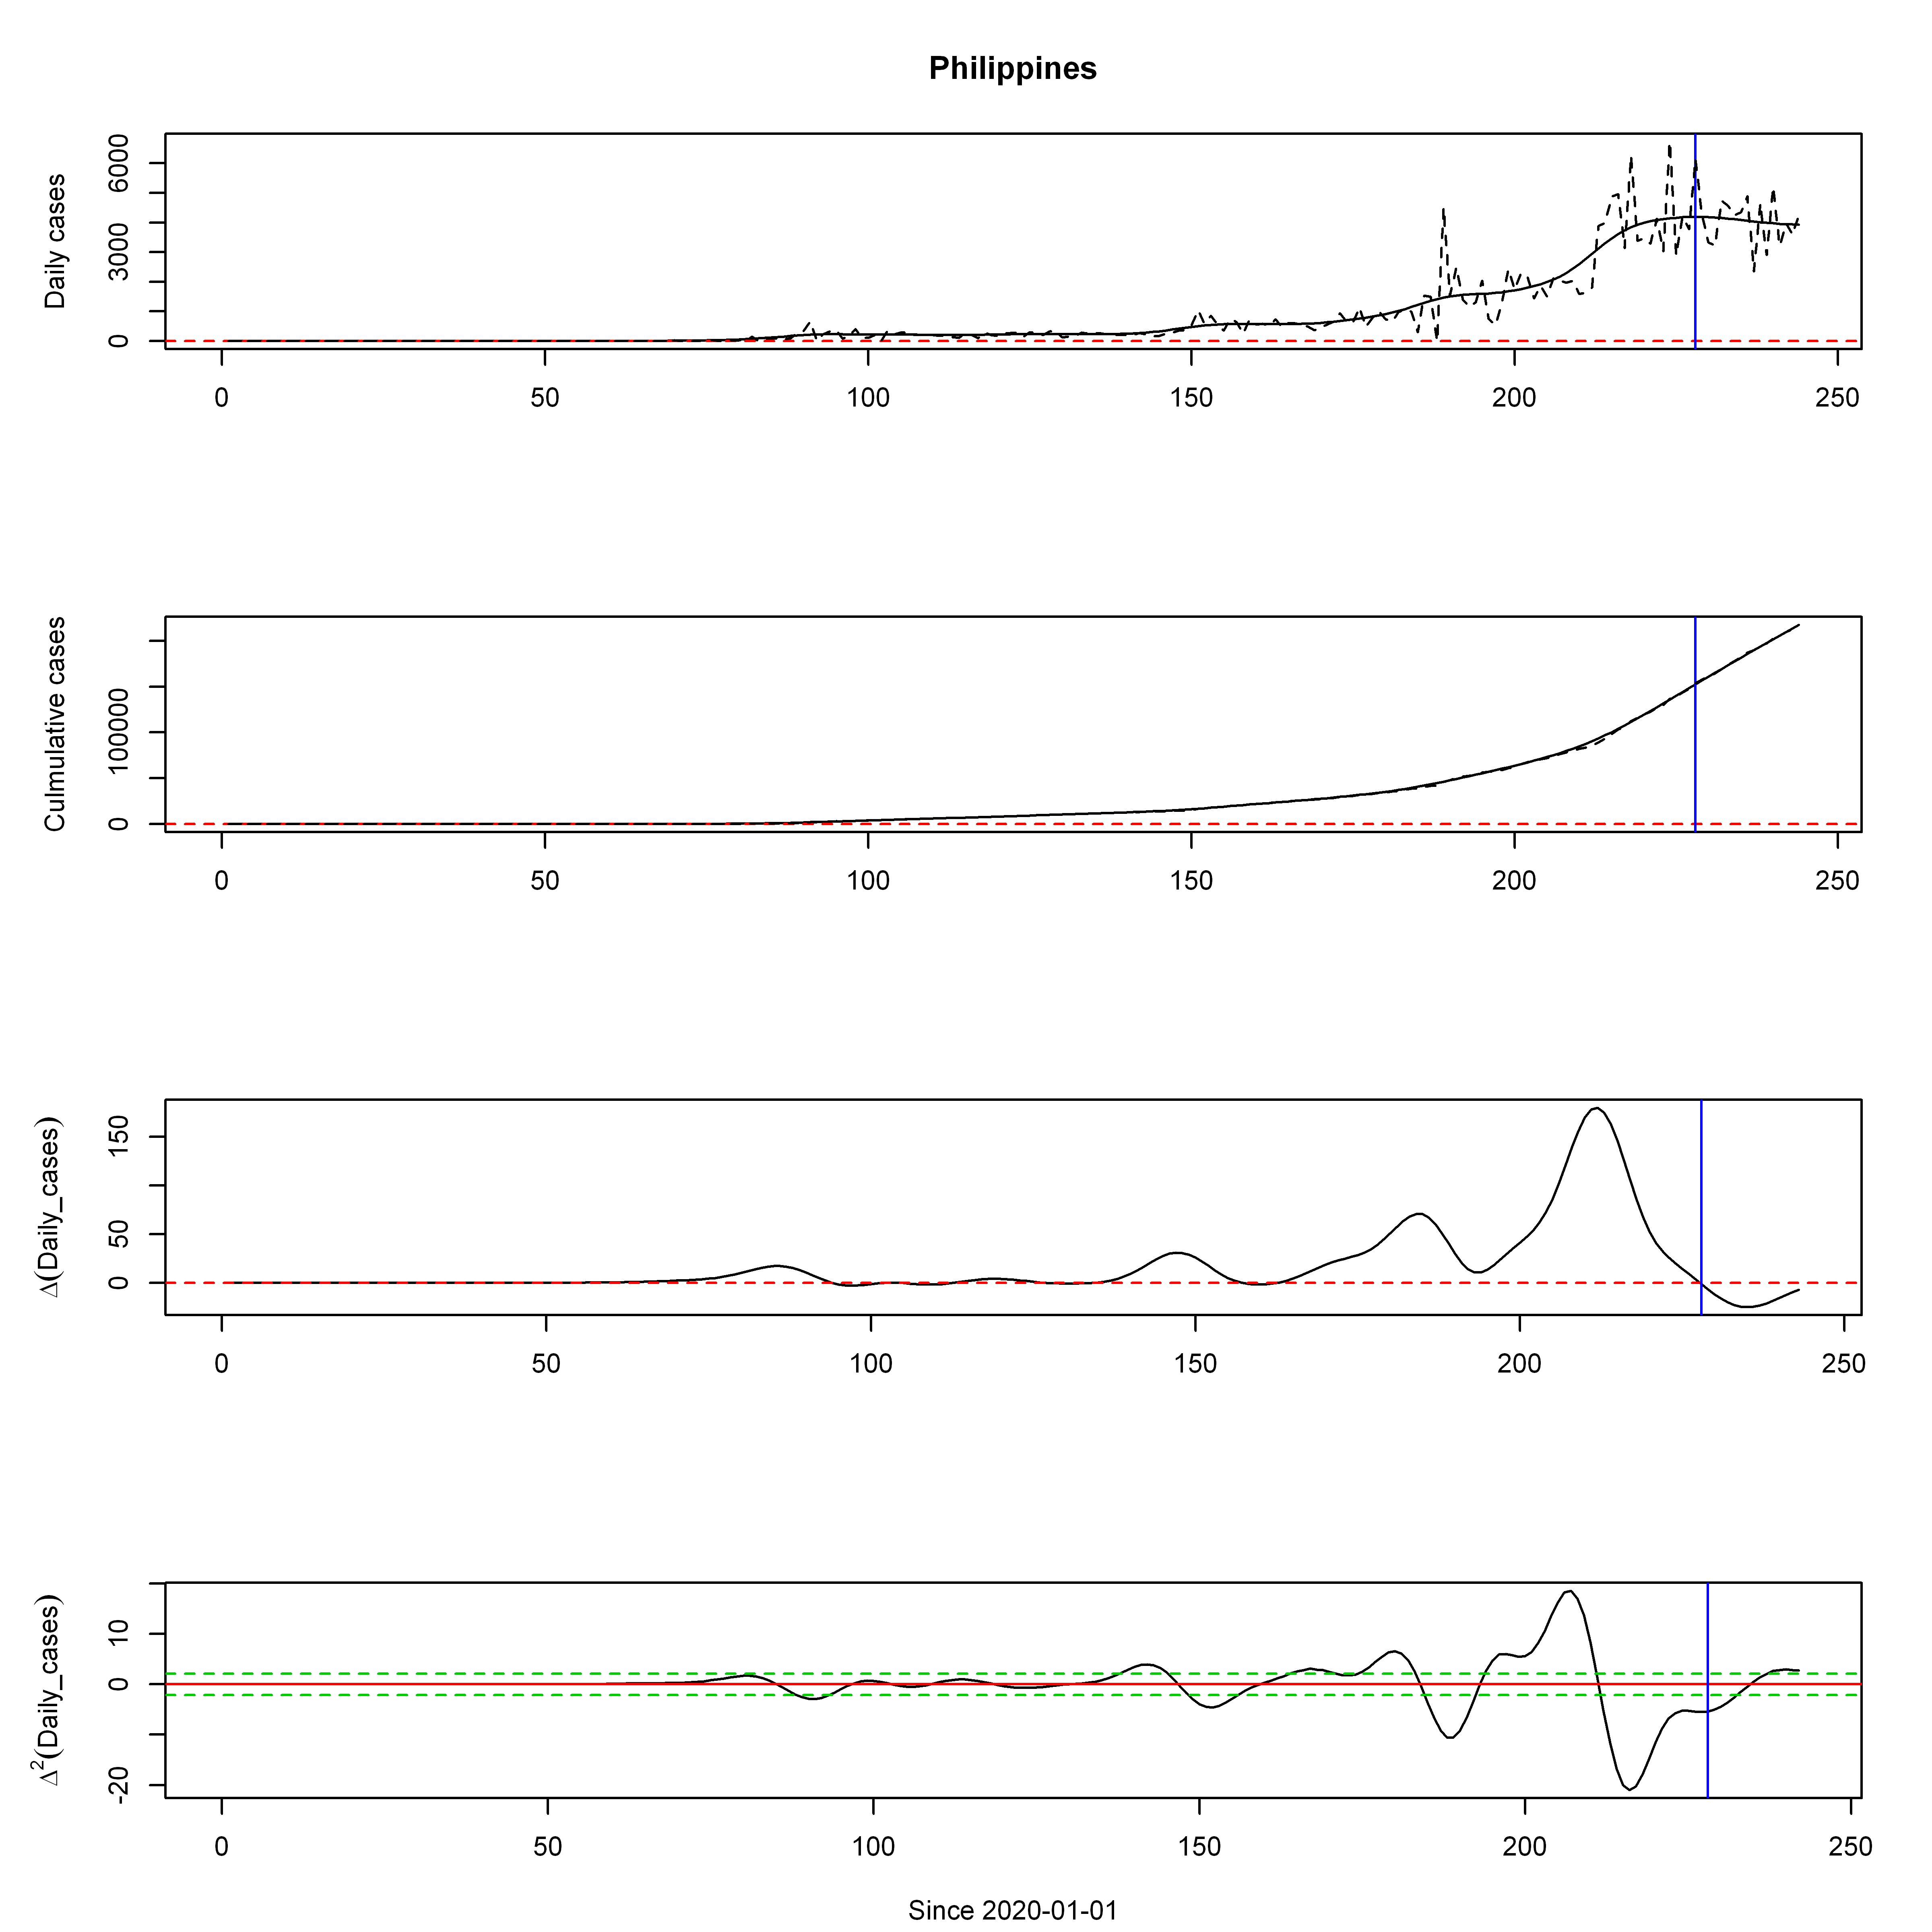 Philippines
Daily cases
0 3000 6000
0 50 100 150 200 250
Culmulative cases
0 100000
0 50 100 150 200 250
Δ(Daily_cases)
0 50 150
0 50 100 150 200 250
Δ²(Daily_cases)
-20 0 10
0 50 100 150 200 250
Since 2020-01-01